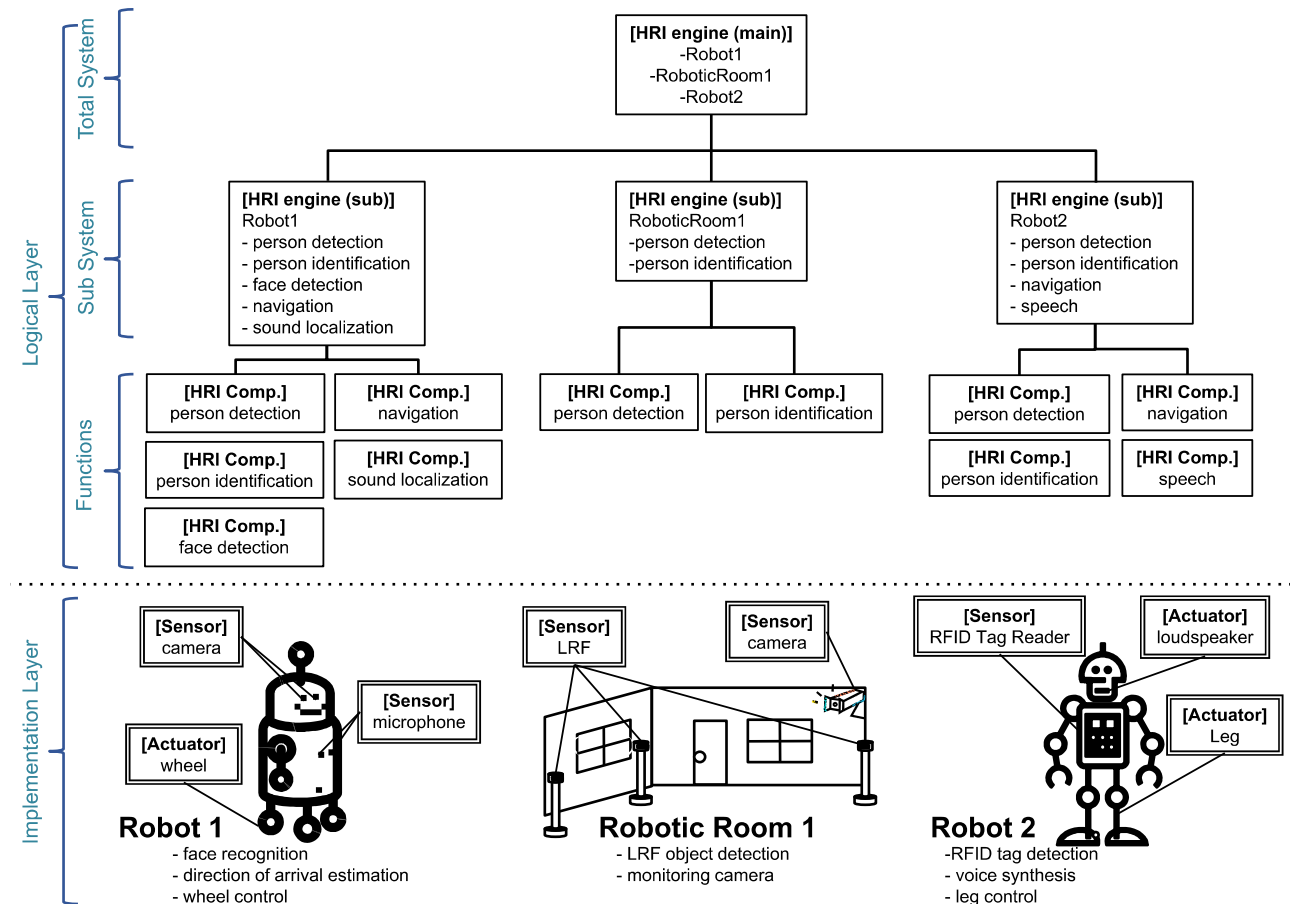 Logical Layer
Total System
[HRI engine (main)]
-Robot1
-RoboticRoom1
-Robot2
Sub System
[HRI engine (sub)]
Robot1
- person detection
- person identification
- face detection
- navigation
- sound localization
[HRI engine (sub)]
RoboticRoom1
-person detection
-person identification
[HRI engine (sub)]
Robot2
- person detection
- person identification
- navigation
- speech
Functions
[HRI Comp.]
person detection
[HRI Comp.]
navigation
[HRI Comp.]
person identification
[HRI Comp.]
sound localization
[HRI Comp.]
face detection
[HRI Comp.]
person detection
[HRI Comp.]
person identification
[HRI Comp.]
person detection
[HRI Comp.]
navigation
[HRI Comp.]
person identification
[HRI Comp.]
speech
Implementation Layer
[Sensor]
camera
[Sensor]
microphone
[Actuator]
wheel
Robot 1
- face recognition
- direction of arrival estimation
- wheel control
[Sensor]
LRF
[Sensor]
camera
Robotic Room 1
- LRF object detection
- monitoring camera
[Sensor]
RFID Tag Reader
[Actuator]
loudspeaker
[Actuator]
Leg
Robot 2
-RFID tag detection
- voice synthesis
- leg control